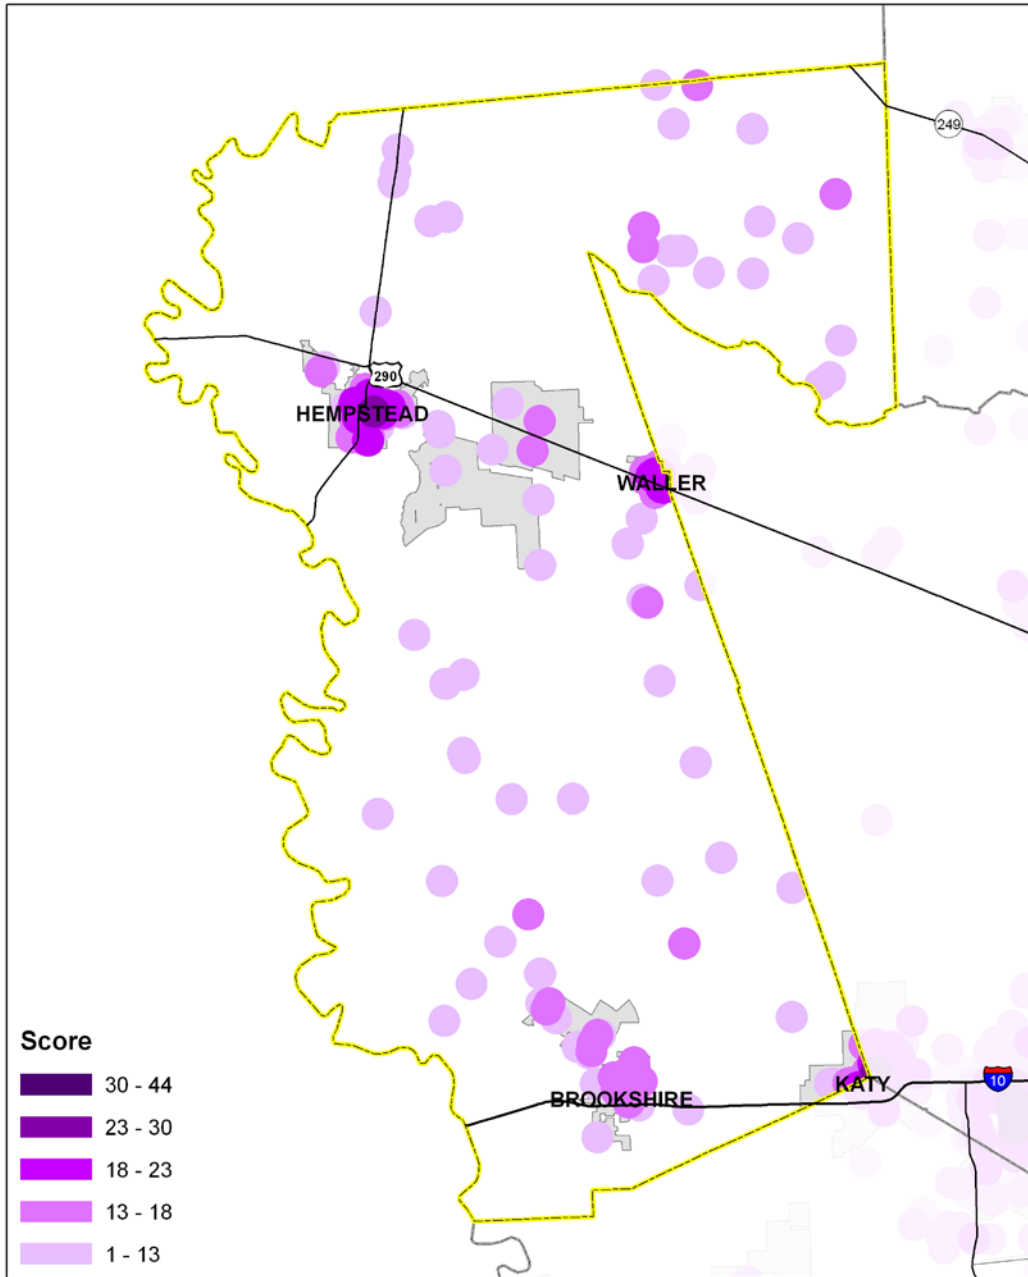 249
290
HEMPSTEAD
WALLER
10
KATY
BROOKSHIRE
Score
30 - 44
23 - 30
18 - 23
13 - 18
1 - 13